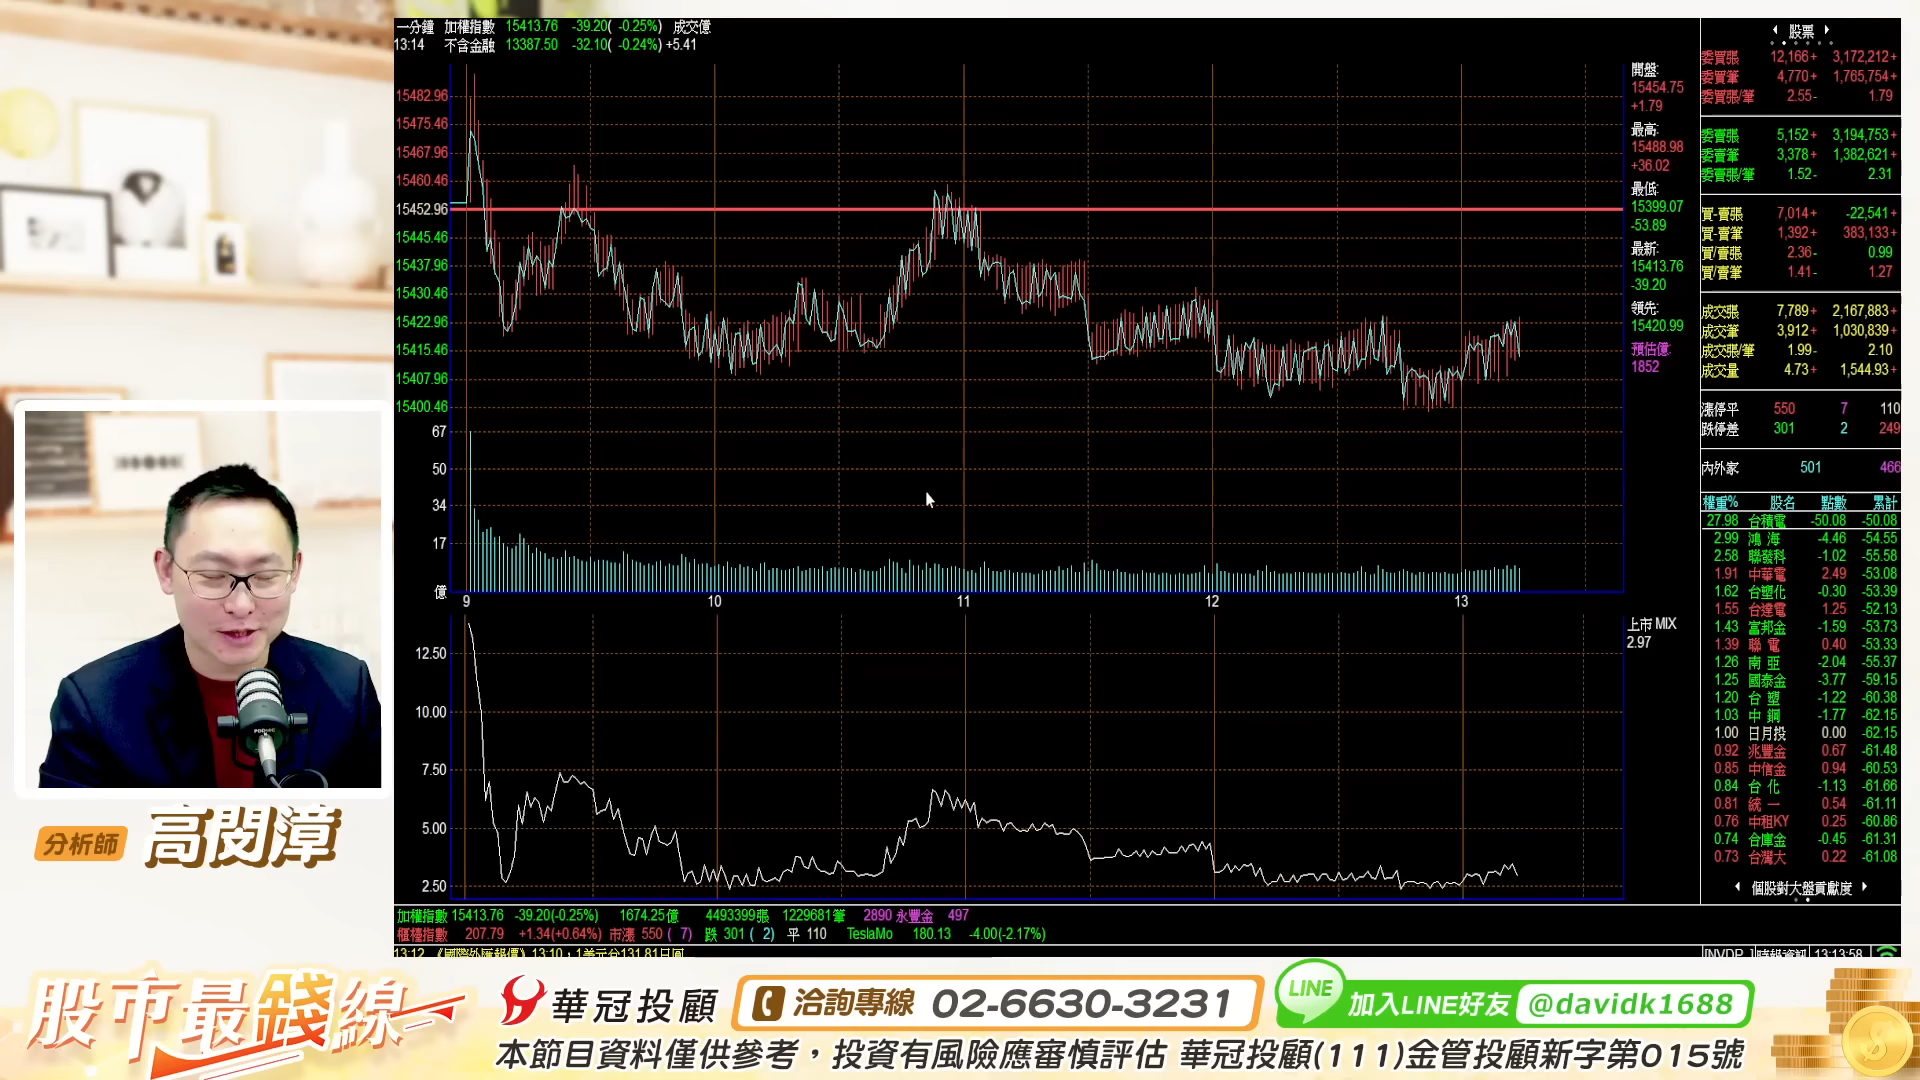 一分鐘 加權指數 15413.76 -39.20( -0.25%) 成交億
13:14 不含金融 13387.50 -32.10( -0.24%) +5.41
15482.96
15475.46
15467.96
15460.46
15452.96
15445.46
15437.96
15430.46
15422.96
15415.46
15407.96
15400.46
67
50
34
17
億
9 10 11 12 13
12.50
10.00
7.50
5.00
2.50
開盤:
15454.75
+1.79
最高:
15488.98
+36.02
最低:
15399.07
-53.89
最新:
15413.76
-39.20
領先:
15420.99
預估億:
1852
上市 MIX
2.97
股票
委買張 12,166+ 3,172,212+
委買筆 4,770+ 1,765,754+
委買張/筆 2.55- 1.79
委賣張 5,152+ 3,194,753+
委賣筆 3,378+ 1,382,621+
委賣張/筆 1.52- 2.31
買-賣張 7,014+ -22,541+
買-賣筆 1,392+ 383,133+
買/賣張 2.36- 0.99
買/賣筆 1.41- 1.27
成交張 7,789+ 2,167,883+
成交筆 3,912+ 1,030,839+
成交張/筆 1.99- 2.10
成交量 4.73+ 1,544.93+
漲停平 550 7 110
跌停差 301 2 249
內外家 501 466
權重% 股名 點數 累計
27.98 台積電 -50.08 -50.08
2.99 鴻海 -4.46 -54.55
2.58 聯發科 -1.02 -55.58
1.91 中華電 2.49 -53.08
1.62 台塑化 -0.30 -53.39
1.55 台達電 1.25 -52.13
1.43 富邦金 -1.59 -53.73
1.39 聯電 0.40 -53.33
1.26 南亞 -2.04 -55.37
1.25 國泰金 -3.77 -59.15
1.20 台塑 -1.22 -60.38
1.03 中鋼 -1.77 -62.15
1.00 日月投 0.00 -62.15
0.92 兆豐金 0.67 -61.48
0.85 中信金 0.94 -60.53
0.84 台化 -1.13 -61.66
0.81 統一 0.54 -61.11
0.76 中租KY 0.25 -60.86
0.74 合庫金 -0.45 -61.31
0.73 台灣大 0.22 -61.08
個股對大盤貢獻度
加權指數 15413.76 -39.20(-0.25%) 1674.25億 4493399張 1229681筆 2890 永豐金 497
櫃檯指數 207.79 +1.34(+0.64%) 市漲 550 ( 7) 跌 301 ( 2) 平 110 TeslaMo 180.13 -4.00(-2.17%)
13:12 《國際外匯報價》13:10,1美元兌131.81日圓
13:13:58
分析師 高閔漳
股市最錢線
華冠投顧 洽詢專線 02-6630-3231
LINE 加入LINE好友 @davidk1688
本節目資料僅供參考,投資有風險應審慎評估 華冠投顧(111)金管投顧新字第015號